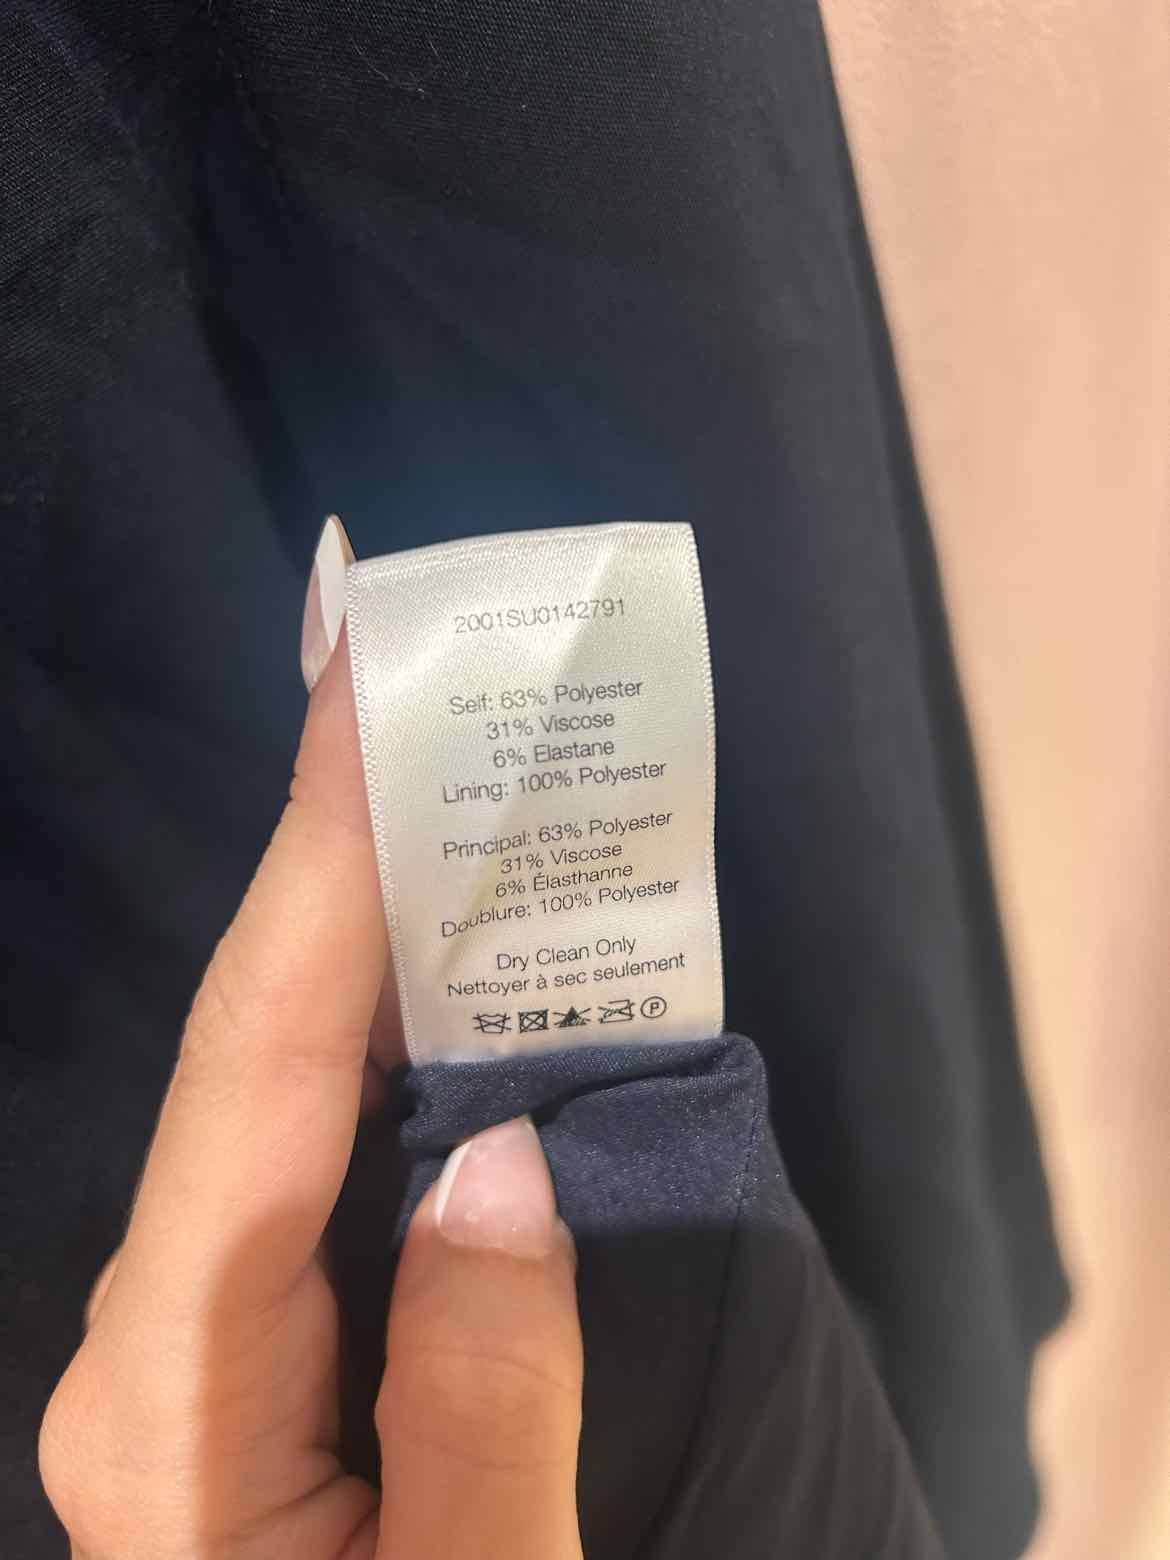 2001SU0142791
Self: 63% Polyester
31% Viscose
6% Elastane
Lining: 100% Polyester
Principal: 63% Polyester
31% Viscose
6% Élasthanne
Doublure: 100% Polyester
Dry Clean Only
Nettoyer à sec seulement
P